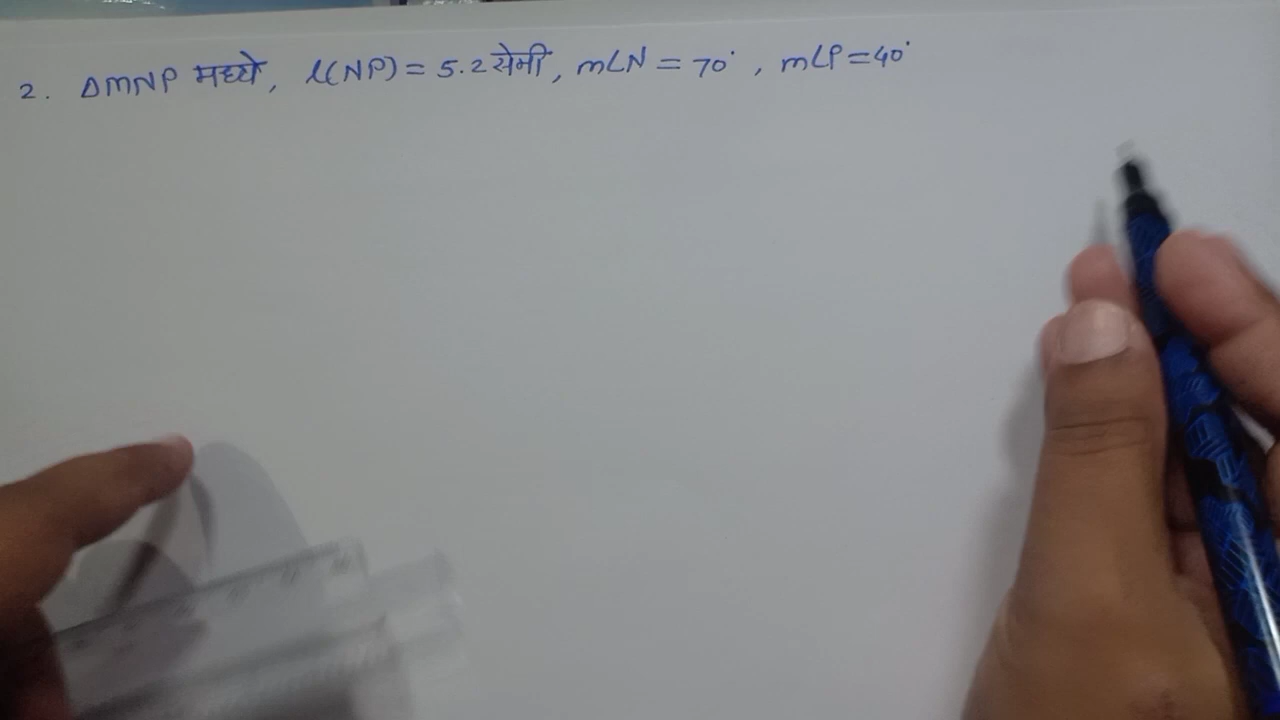 2. ΔMNP मध्ये, l(NP) = 5.2 सेमी, m∠N = 70°, m∠P = 40°